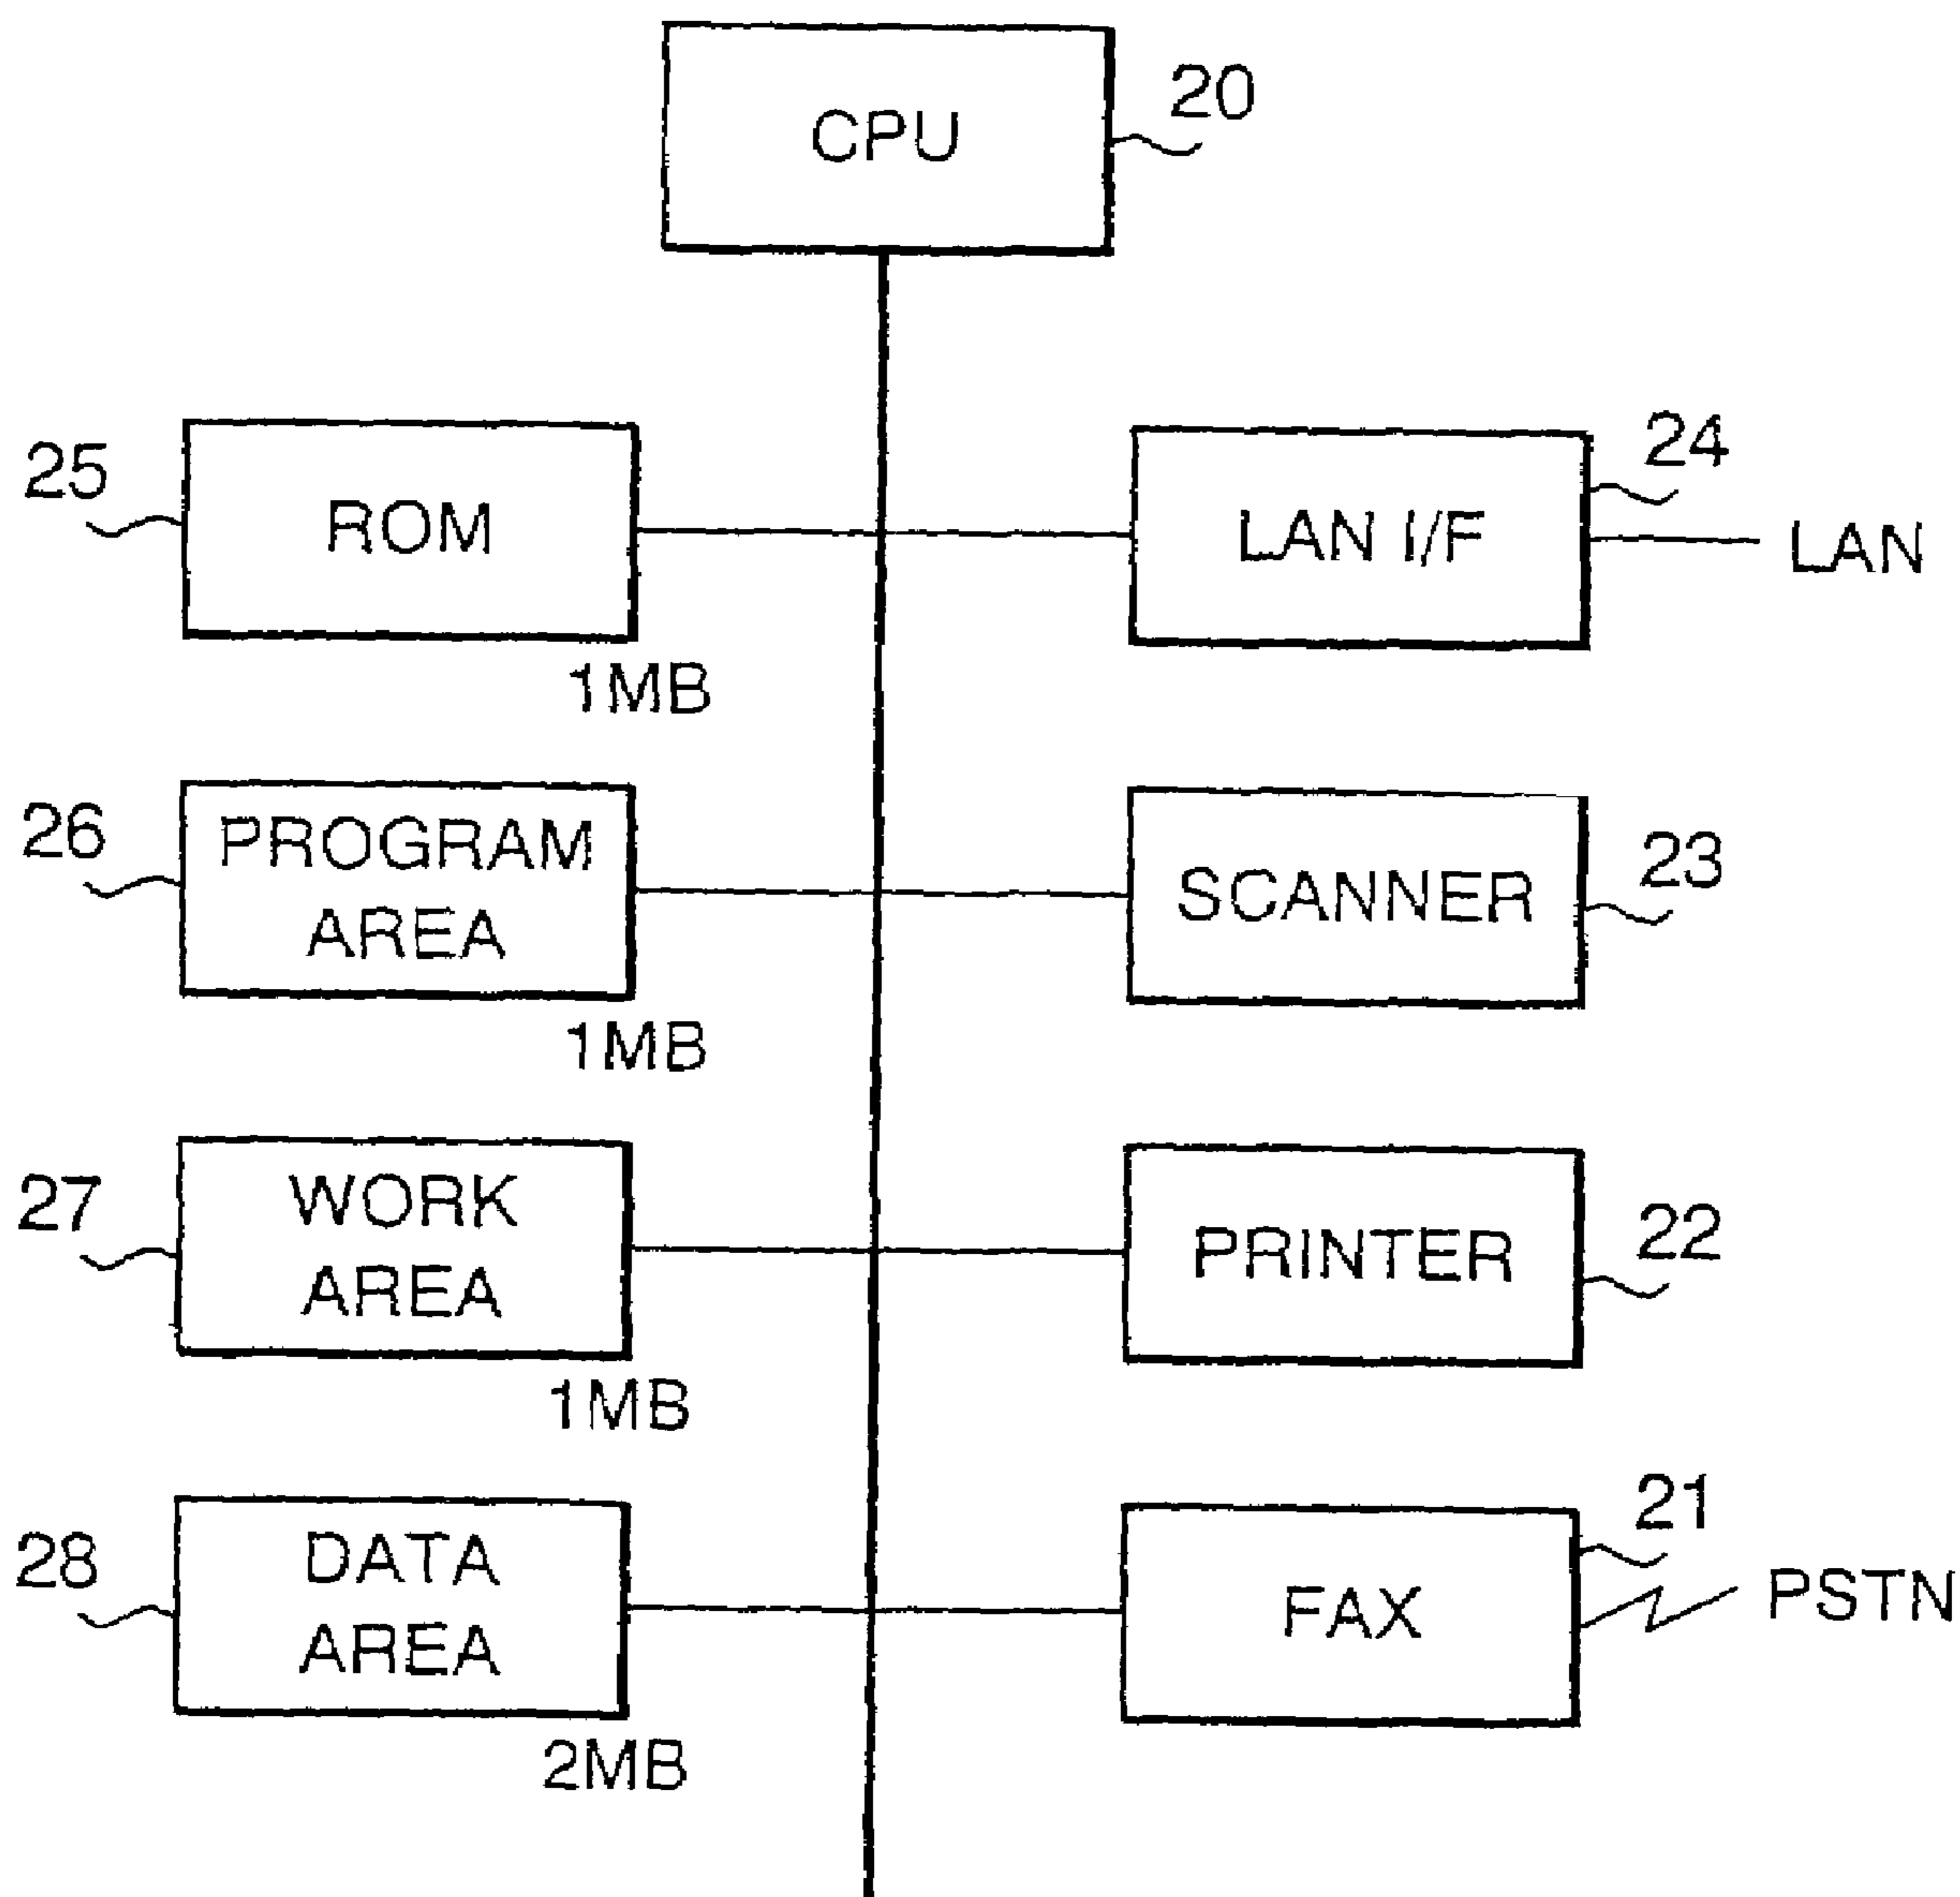 CPU
20
25
ROM
1MB
24
LAN I/F
LAN
26
PROGRAM
AREA
1MB
SCANNER
23
27
WORK
AREA
1MB
PRINTER
22
28
DATA
AREA
2MB
21
FAX
PSTN